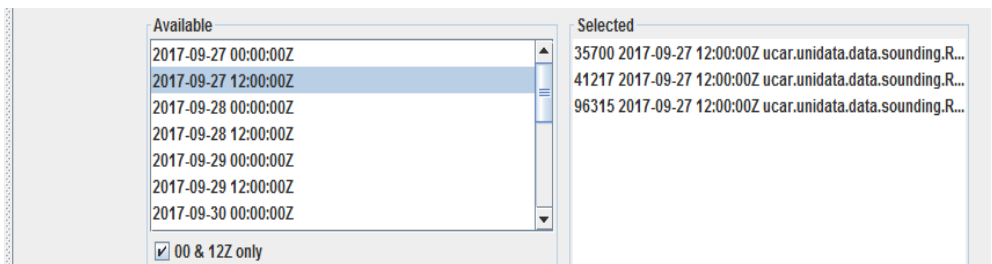 Available
2017-09-27 00:00:00Z
2017-09-27 12:00:00Z
2017-09-28 00:00:00Z
2017-09-28 12:00:00Z
2017-09-29 00:00:00Z
2017-09-29 12:00:00Z
2017-09-30 00:00:00Z
00 & 12Z only
Selected
35700 2017-09-27 12:00:00Z ucar.unidata.data.sounding.R...
41217 2017-09-27 12:00:00Z ucar.unidata.data.sounding.R...
96315 2017-09-27 12:00:00Z ucar.unidata.data.sounding.R...